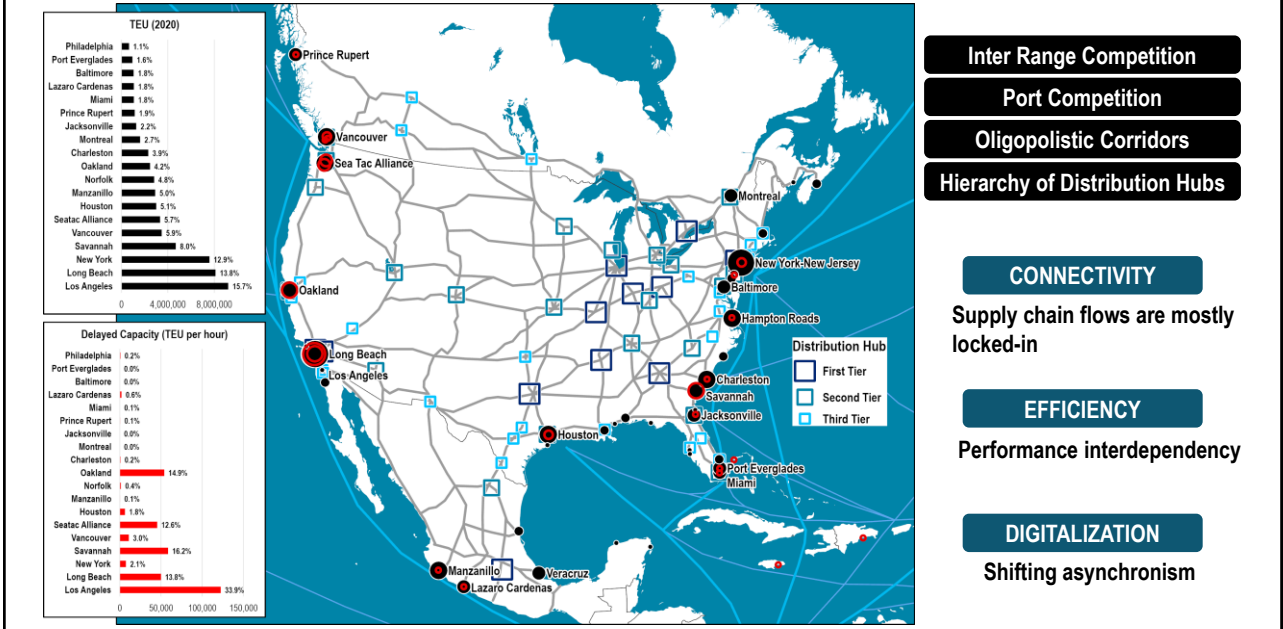 TEU (2020)
Philadelphia 1.1%
Port Everglades 1.6%
Baltimore 1.8%
Lazaro Cardenas 1.8%
Miami 1.8%
Prince Rupert 1.9%
Jacksonville 2.2%
Montreal 2.7%
Charleston 3.9%
Oakland 4.2%
Norfolk 4.8%
Manzanillo 5.0%
Houston 5.1%
Seatac Alliance 5.7%
Vancouver 5.9%
Savannah 8.0%
New York 12.9%
Long Beach 13.8%
Los Angeles 15.7%
0 4,000,000 8,000,000
Delayed Capacity (TEU per hour)
Philadelphia 0.2%
Port Everglades 0.0%
Baltimore 0.0%
Lazaro Cardenas 0.6%
Miami 0.1%
Prince Rupert 0.1%
Jacksonville 0.0%
Montreal 0.0%
Charleston 0.2%
Oakland 14.9%
Norfolk 0.4%
Manzanillo 0.1%
Houston 1.8%
Seatac Alliance 12.6%
Vancouver 3.0%
Savannah 16.2%
New York 2.1%
Long Beach 13.8%
Los Angeles 33.9%
0 50,000 100,000 150,000
Prince Rupert
Vancouver
Sea Tac Alliance
Montreal
New York-New Jersey
Baltimore
Oakland
Hampton Roads
Long Beach
Los Angeles
Charleston
Savannah
Jacksonville
Houston
Port Everglades
Miami
Manzanillo
Veracruz
Lazaro Cardenas
Distribution Hub
First Tier
Second Tier
Third Tier
Inter Range Competition
Port Competition
Oligopolistic Corridors
Hierarchy of Distribution Hubs
CONNECTIVITY
Supply chain flows are mostly
locked-in
EFFICIENCY
Performance interdependency
DIGITALIZATION
Shifting asynchronism